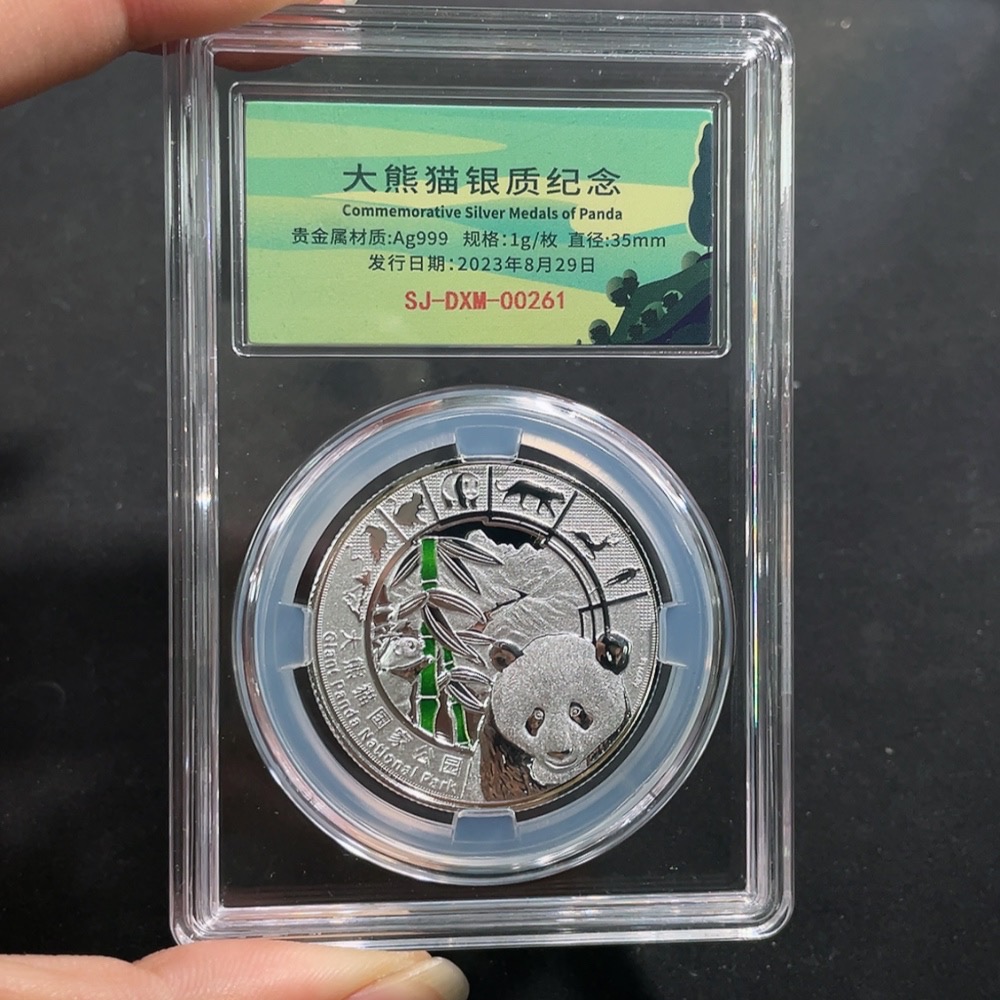 大熊猫银质纪念
Commemorative Silver Medals of Panda
贵金属材质:Ag999 规格:1g/枚 直径:35mm
发行日期:2023年8月29日
SJ-DXM-00261
大熊猫国家公园
Giant Panda National Park